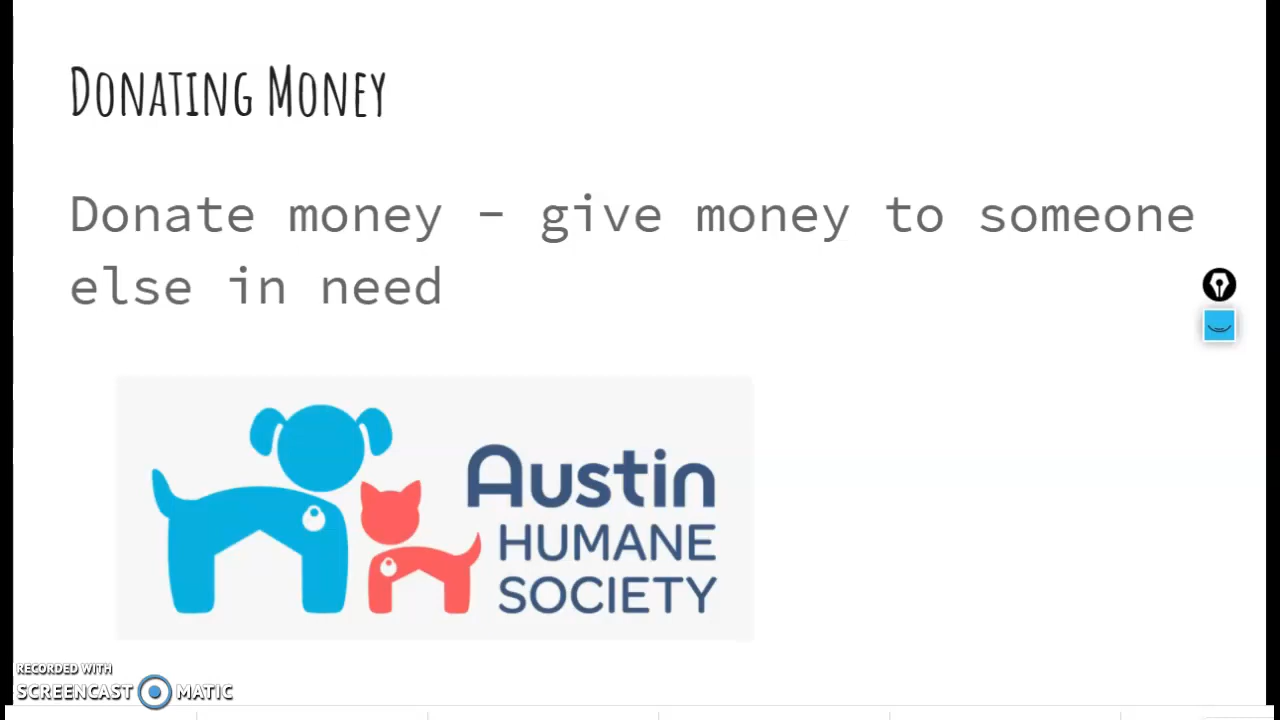 DONATING MONEY
Donate money - give money to someone
else in need
Austin
HUMANE
SOCIETY
RECORDED WITH
SCREENCAST MATIC